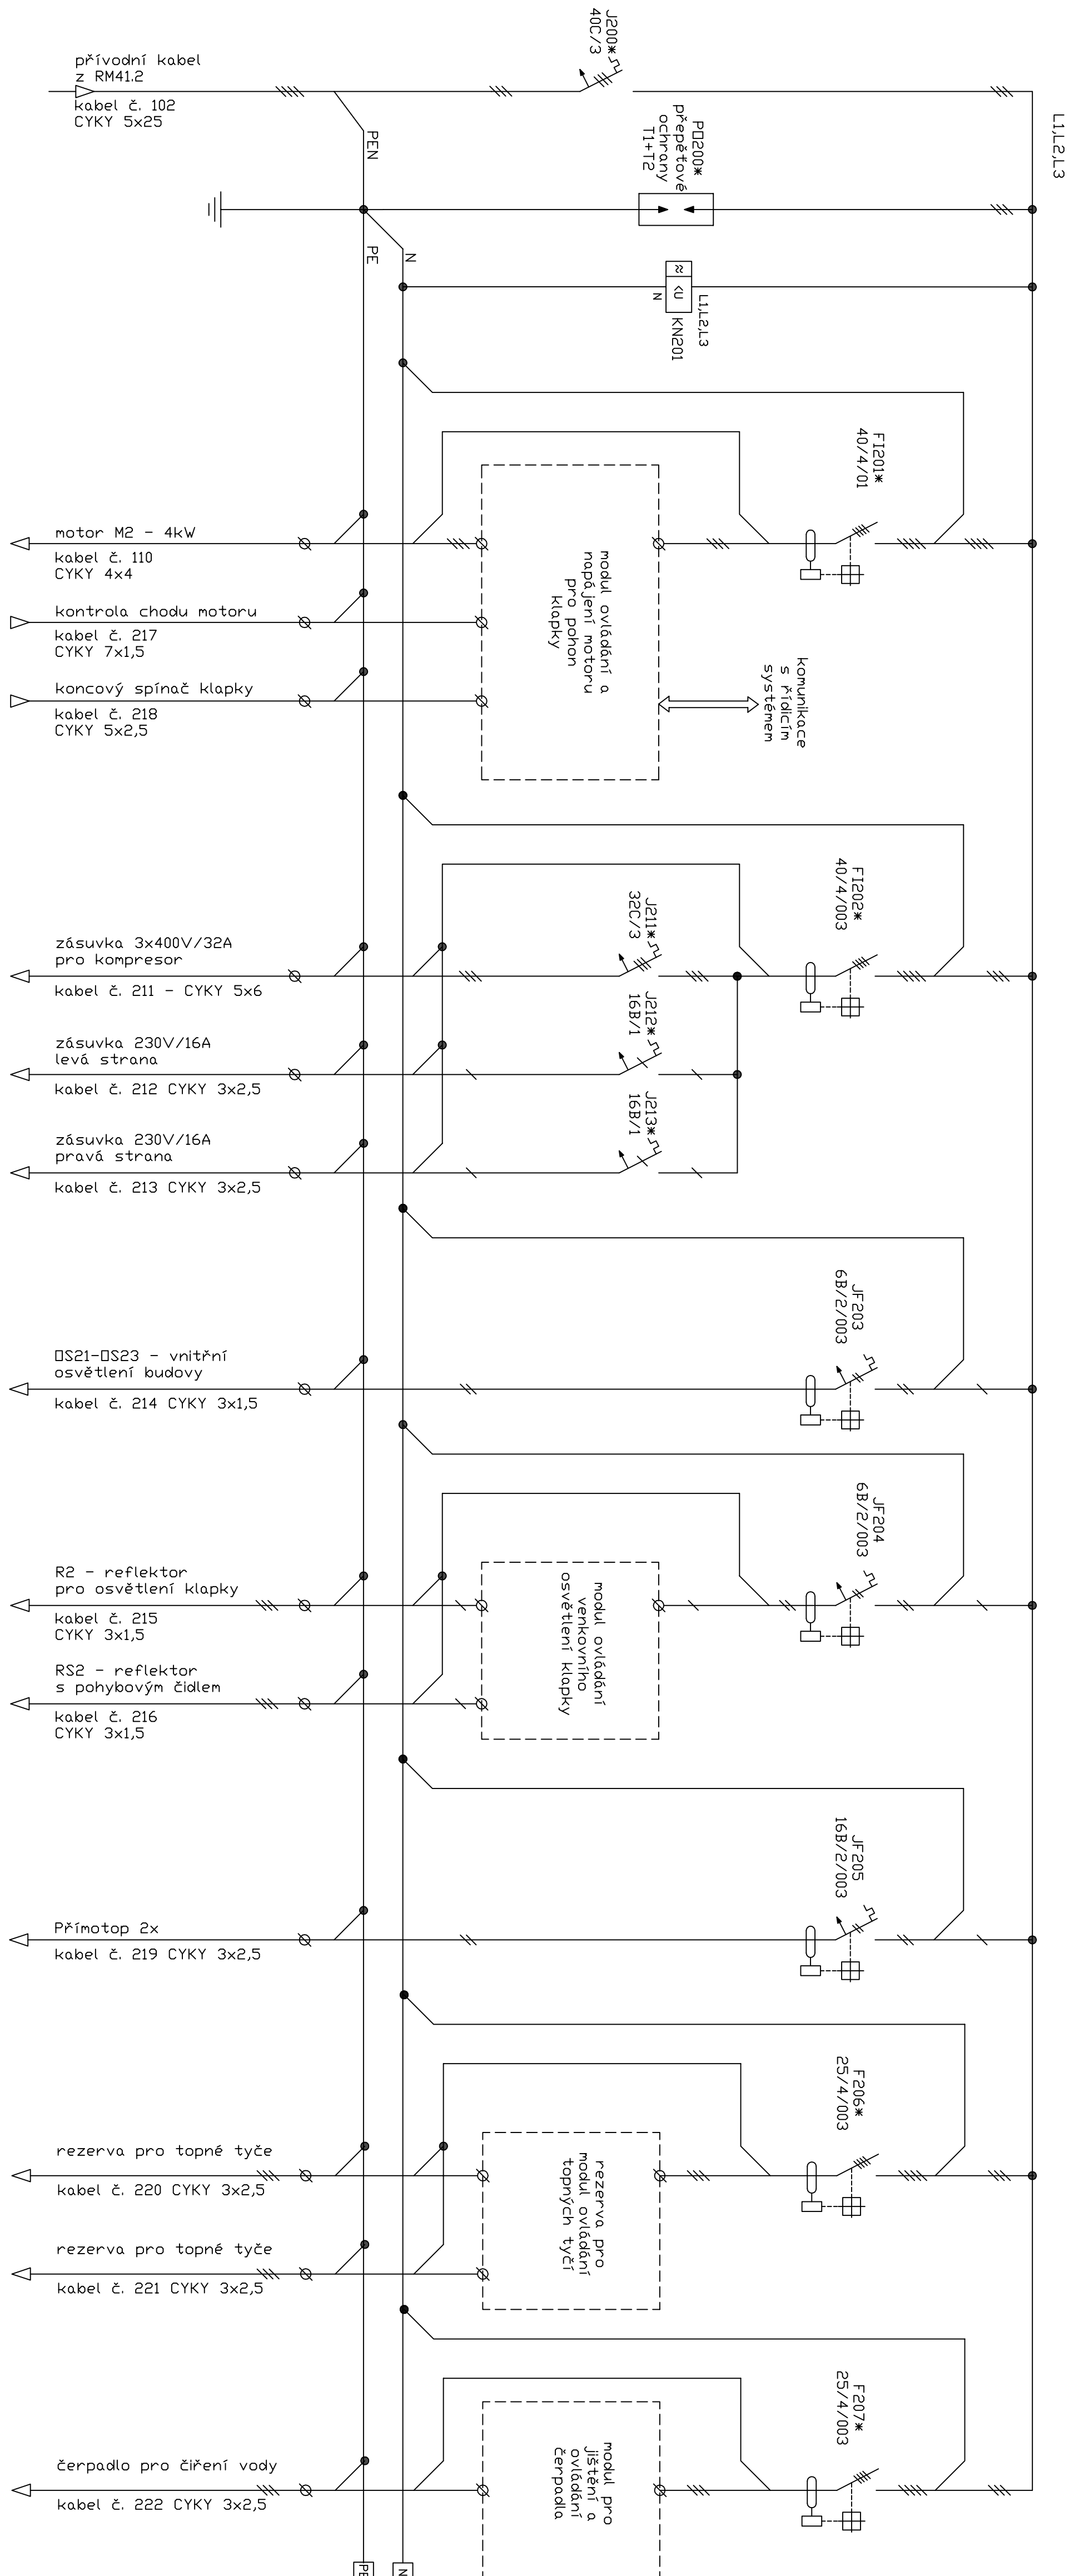 přívodní kabel
z RM41.2
kabel č. 102
CYKY 5x25
J200*
40C/3
L1,L2,L3
PEN
P□200*
přepěťové
ochrany
T1+T2
PE
N
≈
U<
N
L1,L2,L3
KN201
FI201*
40/4/01
motor M2 - 4kW
kabel č. 110
CYKY 4x4
kontrola chodu motoru
kabel č. 217
CYKY 7x1,5
koncový spínač klapky
kabel č. 218
CYKY 5x2,5
modul ovládání a
napájení motoru
pro pohon
klapky
komunikace
s řídicím
systémem
FI202*
40/4/003
J211*
32C/3
zásuvka 3x400V/32A
pro kompresor
kabel č. 211 - CYKY 5x6
J212*
16B/1
zásuvka 230V/16A
levá strana
kabel č. 212 CYKY 3x2,5
J213*
16B/1
zásuvka 230V/16A
pravá strana
kabel č. 213 CYKY 3x2,5
JF203
6B/2/003
□S21-□S23 - vnitřní
osvětlení budovy
kabel č. 214 CYKY 3x1,5
JF204
6B/2/003
R2 - reflektor
pro osvětlení klapky
kabel č. 215
CYKY 3x1,5
modul ovládání
venkovního
osvětlení klapky
RS2 - reflektor
s pohybovým čidlem
kabel č. 216
CYKY 3x1,5
JF205
16B/2/003
Přímotop 2x
kabel č. 219 CYKY 3x2,5
F206*
25/4/003
rezerva pro topné tyče
kabel č. 220 CYKY 3x2,5
rezerva pro
modul ovládání
topných tyčí
rezerva pro topné tyče
kabel č. 221 CYKY 3x2,5
F207*
25/4/003
čerpadlo pro čiření vody
kabel č. 222 CYKY 3x2,5
modul pro
jištění a
ovládání
čerpadla
PE
N